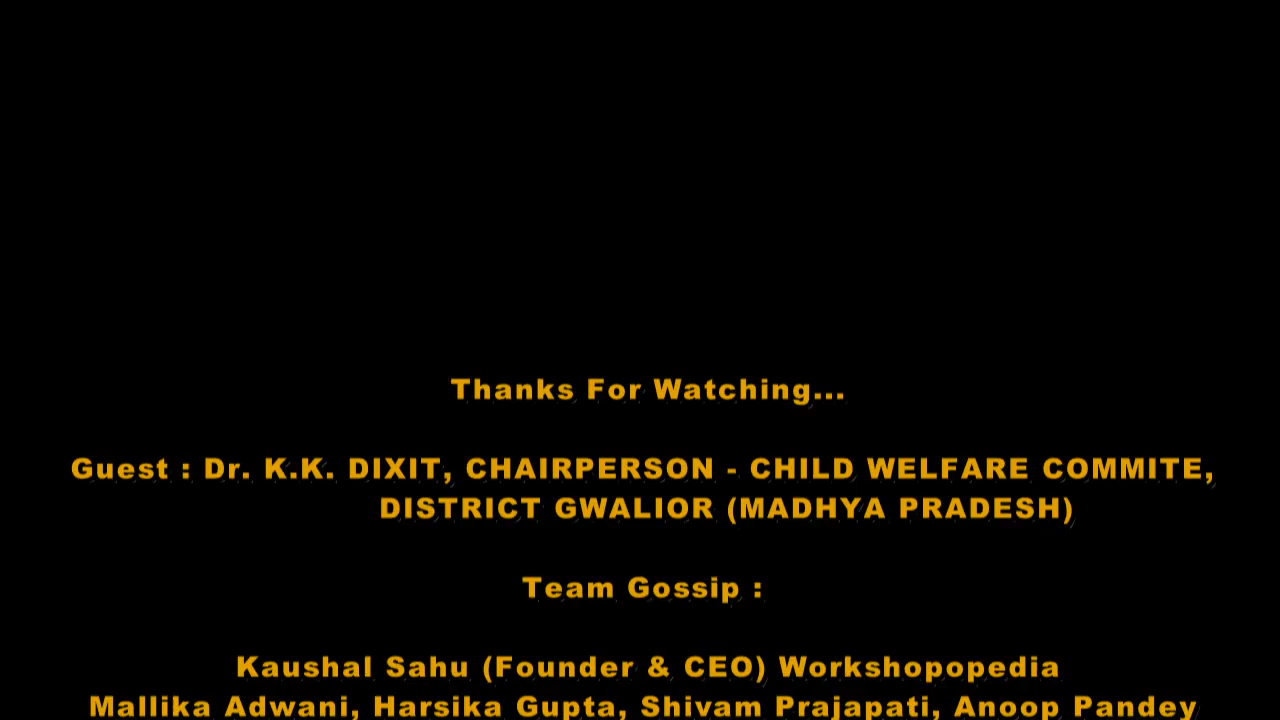 Thanks For Watching...
Guest : Dr. K.K. DIXIT, CHAIRPERSON - CHILD WELFARE COMMITE,
DISTRICT GWALIOR (MADHYA PRADESH)
Team Gossip :
Kaushal Sahu (Founder & CEO) Workshopopedia
Mallika Adwani, Harsika Gupta, Shivam Prajapati, Anoop Pandey